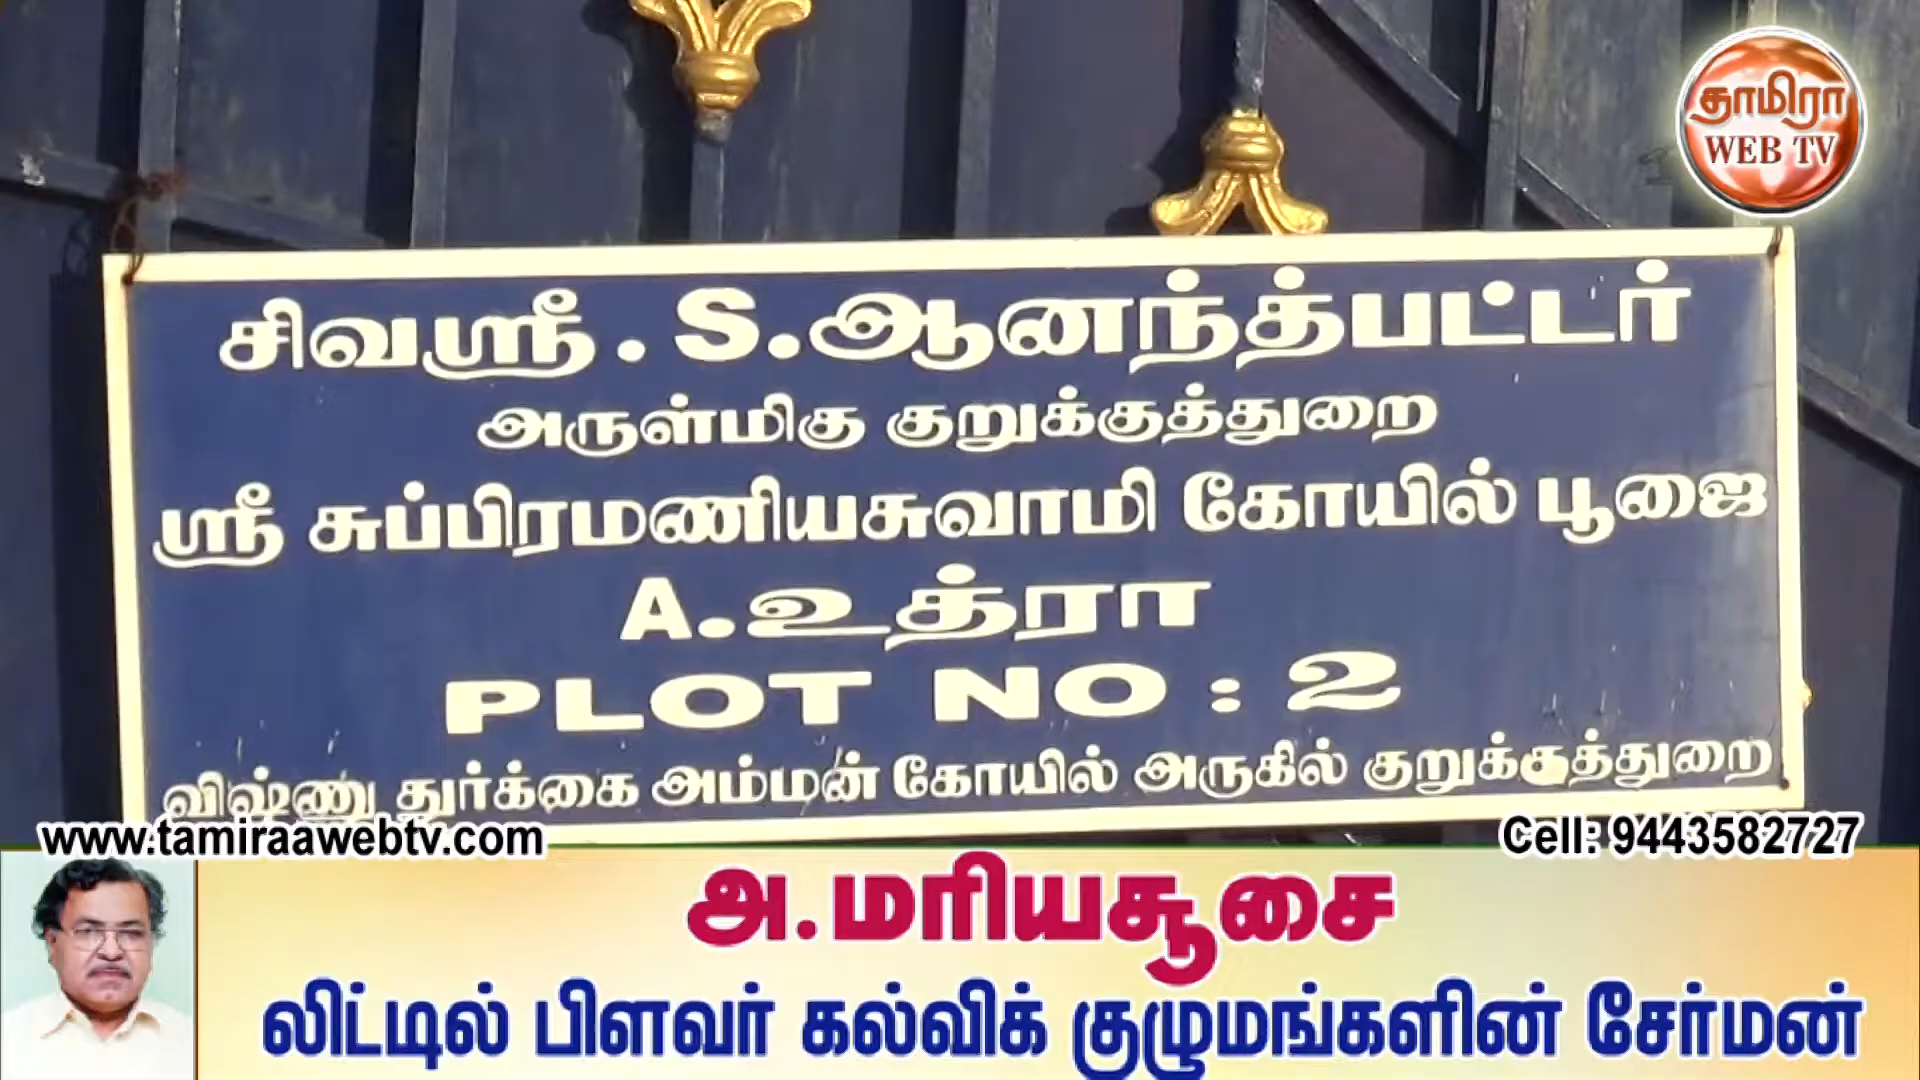 தாமிரா
WEB TV
சிவஸ்ரீ. S.ஆனந்த்பட்டர்
அருள்மிகு குறுக்குத்துறை
ஸ்ரீ சுப்பிரமணியசுவாமி கோயில் பூஜை
A.உத்ரா
PLOT NO : 2
விஷ்ணு துர்க்கை அம்மன் கோயில் அருகில் குறுக்குத்துறை
www.tamiraawebtv.com
Cell: 9443582727
அ.மரியசூசை
லிட்டில் பிளவர் கல்விக் குழுமங்களின் சேர்மன்